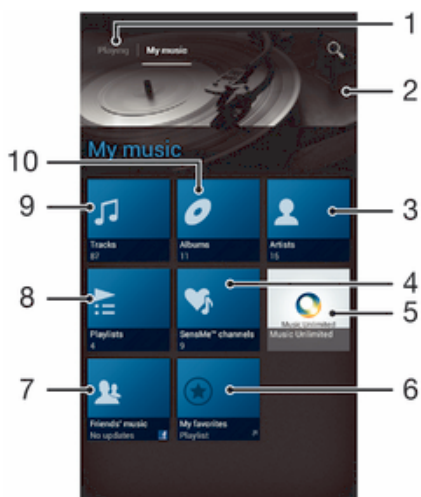 1
Playing | My music
2
My music
10
9
Tracks
87
Albums
11
Artists
15
3
8
Playlists
4
SensMe™ channels
9
4
Music Unlimited
Music Unlimited
5
7
Friends' music
No updates f
My favorites
Playlist
6